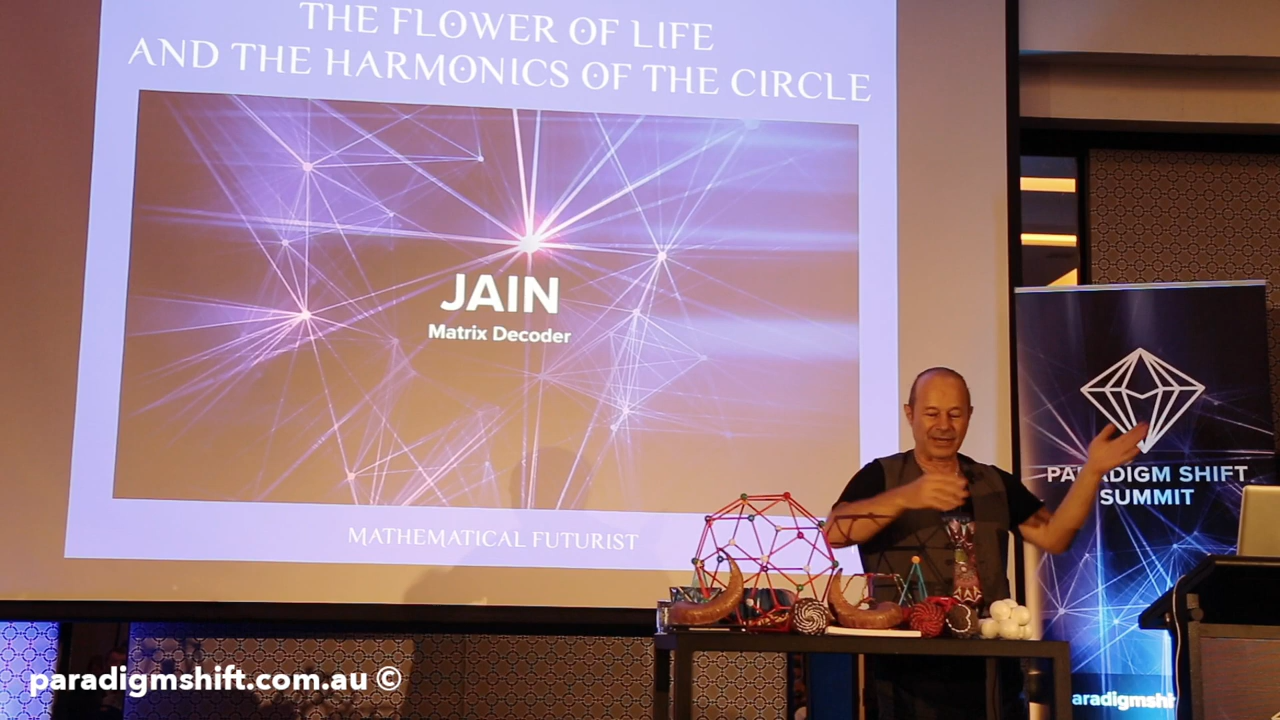 THE FLOWER OF LIFE
AND THE HARMONICS OF THE CIRCLE
JAIN
Matrix Decoder
MATHEMATICAL FUTURIST
PARADIGM SHIFT
SUMMIT
paradigmshift.com.au ©
aradigmshi